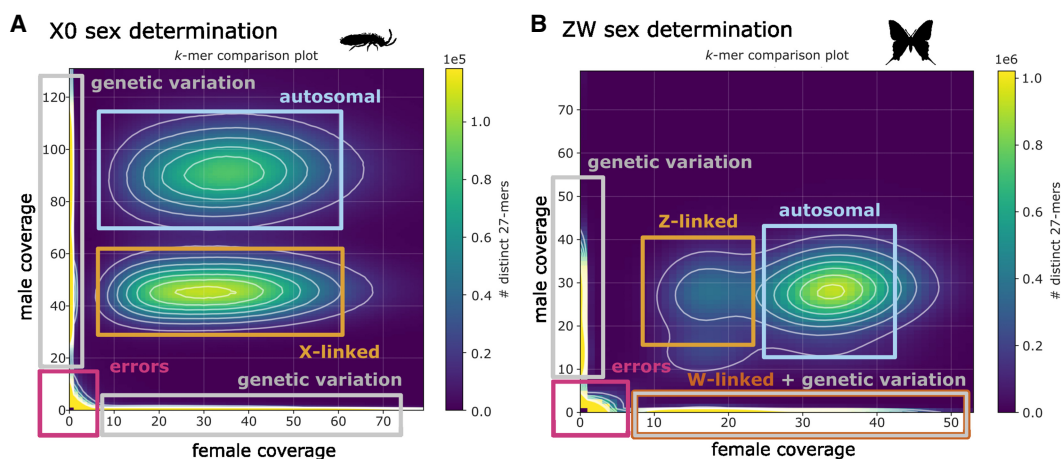 A
X0 sex determination
k-mer comparison plot
genetic variation
autosomal
X-linked
errors
genetic variation
male coverage
120
100
80
60
40
20
0
0 10 20 30 40 50 60 70
female coverage
1e5
1.0
0.8
0.6
0.4
0.2
0.0
# distinct 27-mers
B
ZW sex determination
k-mer comparison plot
genetic variation
Z-linked
autosomal
errors
W-linked + genetic variation
male coverage
70
60
50
40
30
20
10
0
0 10 20 30 40 50
female coverage
1e6
1.0
0.8
0.6
0.4
0.2
0.0
# distinct 27-mers